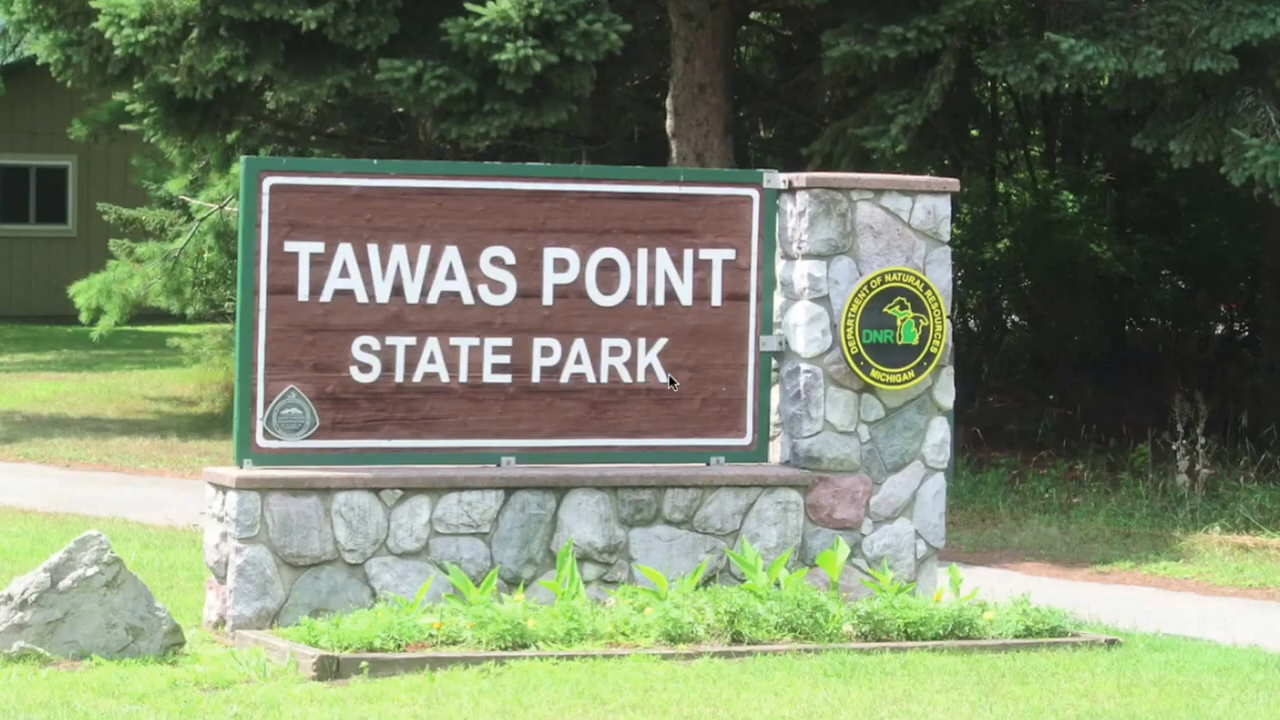 TAWAS POINT
STATE PARK
DEPARTMENT OF NATURAL RESOURCES
DNR
MICHIGAN